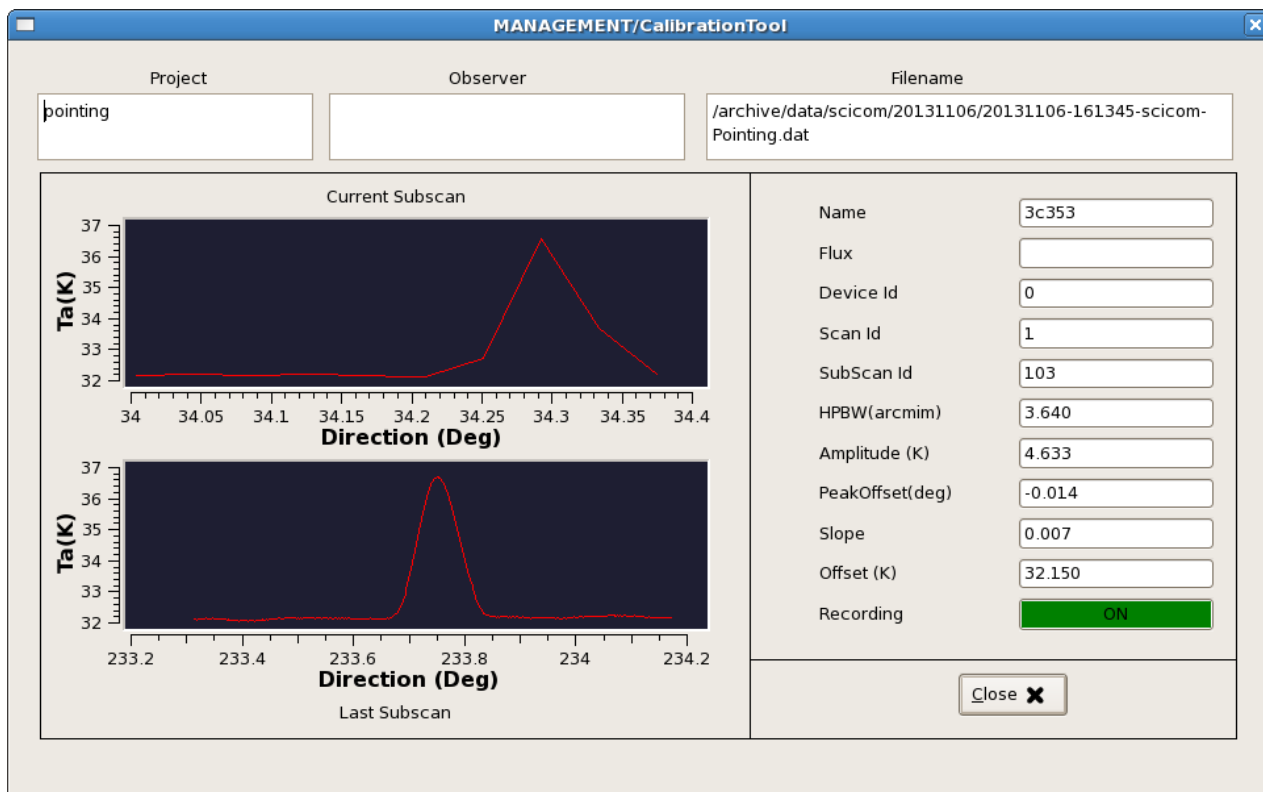 MANAGEMENT/CalibrationTool
Project
Observer
Filename
pointing
/archive/data/scicom/20131106/20131106-161345-scicom-
Pointing.dat
Current Subscan
Ta(K)
37
36
35
34
33
32
34 34.05 34.1 34.15 34.2 34.25 34.3 34.35 34.4
Direction (Deg)
Ta(K)
37
36
35
34
33
32
233.2 233.4 233.6 233.8 234 234.2
Direction (Deg)
Last Subscan
Name 3c353
Flux
Device Id 0
Scan Id 1
SubScan Id 103
HPBW(arcmim) 3.640
Amplitude (K) 4.633
PeakOffset(deg) -0.014
Slope 0.007
Offset (K) 32.150
Recording ON
Close